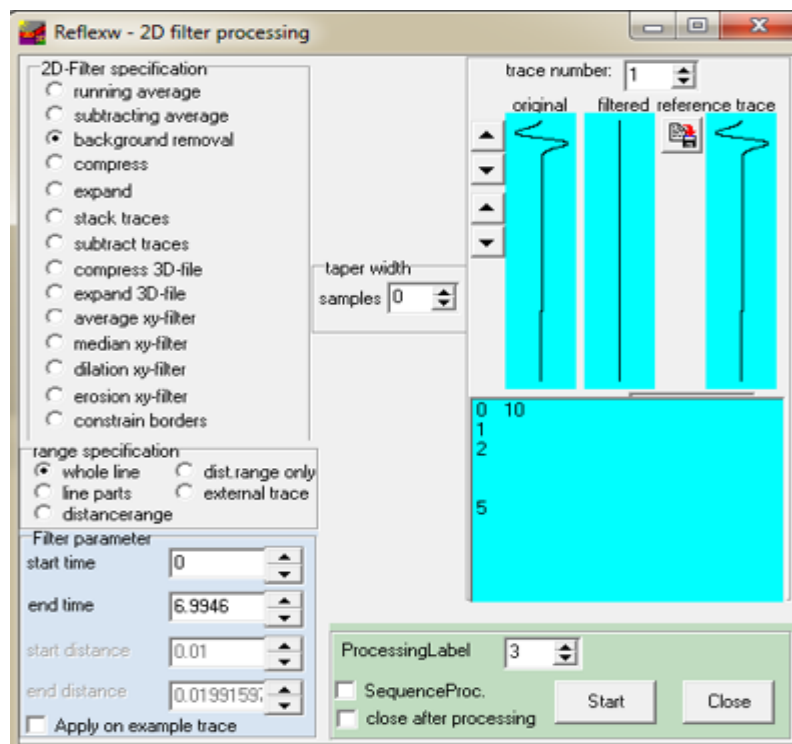 Reflexw - 2D filter processing
2D-Filter specification
running average
subtracting average
background removal
compress
expand
stack traces
subtract traces
compress 3D-file
expand 3D-file
average xy-filter
median xy-filter
dilation xy-filter
erosion xy-filter
constrain borders
range specification
whole line dist.range only
line parts external trace
distancerange
Filter parameter
start time 0
end time 6.9946
start distance 0.01
end distance 0.01991597
Apply on example trace
taper width
samples 0
trace number: 1
original filtered reference trace
0 10
1
2
5
ProcessingLabel 3
SequenceProc.
close after processing
Start Close